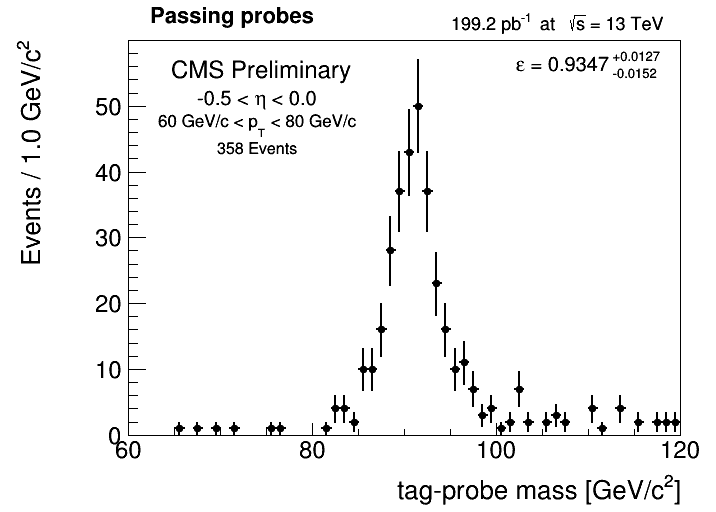 Passing probes
199.2 pb⁻¹ at √s = 13 TeV
CMS Preliminary
-0.5 < η < 0.0
60 GeV/c < p_T < 80 GeV/c
358 Events
ε = 0.9347 +0.0127 -0.0152
Events / 1.0 GeV/c²
50
40
30
20
10
0
60 80 100 120
tag-probe mass [GeV/c²]